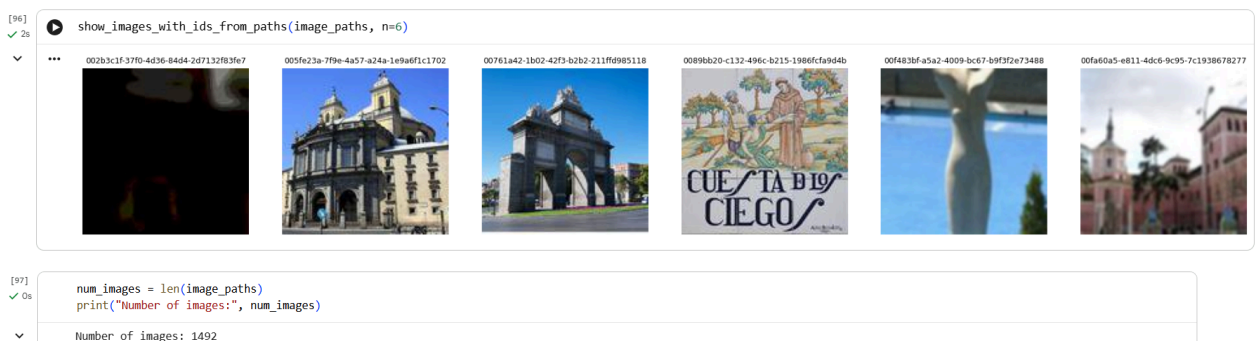 [96]
show_images_with_ids_from_paths(image_paths, n=6)
2s
002b3c1f-37f0-4d36-84d4-2d7132f83fe7
005fe23a-7f9e-4a57-a24a-1e9a6f1c1702
00761a42-1b02-42f3-b2b2-211ffd985118
0089bb20-c132-496c-b215-1986fcfa9d4b
00f483bf-a5a2-4009-bc67-b9f3f2e73488
00fa60a5-e811-4dc6-9c95-7c1938678277
CUESTA D LOS
CIEGOS
[97]
num_images = len(image_paths)
0s
print("Number of images:", num_images)
Number of images: 1492